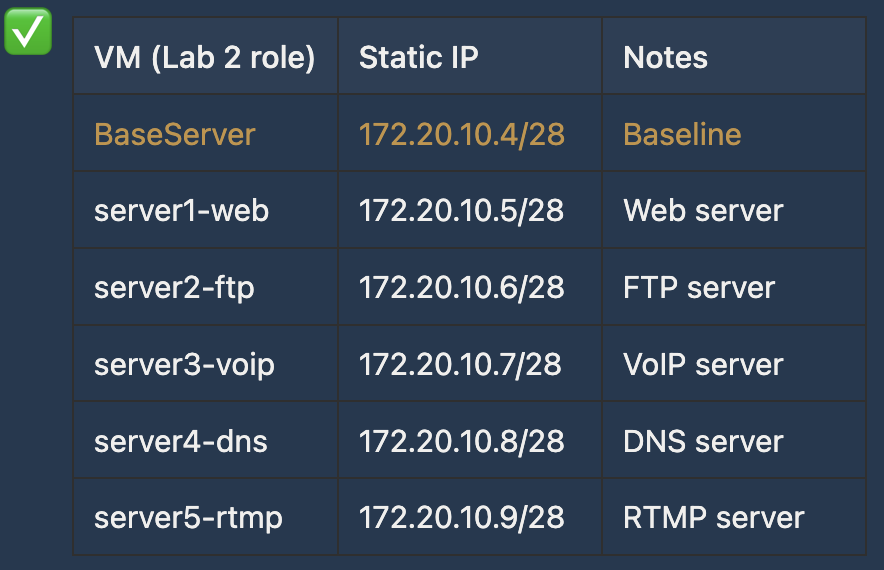 VM (Lab 2 role) Static IP Notes
BaseServer 172.20.10.4/28 Baseline
server1-web 172.20.10.5/28 Web server
server2-ftp 172.20.10.6/28 FTP server
server3-voip 172.20.10.7/28 VoIP server
server4-dns 172.20.10.8/28 DNS server
server5-rtmp 172.20.10.9/28 RTMP server